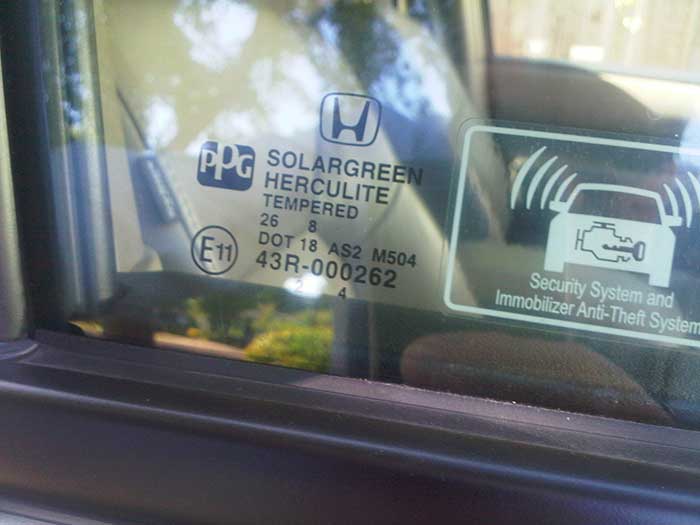 PPG
SOLARGREEN
HERCULITE
TEMPERED
26 8
DOT 18 AS2 M504
E11
43R-000262
2 4
Security System and
Immobilizer Anti-Theft System